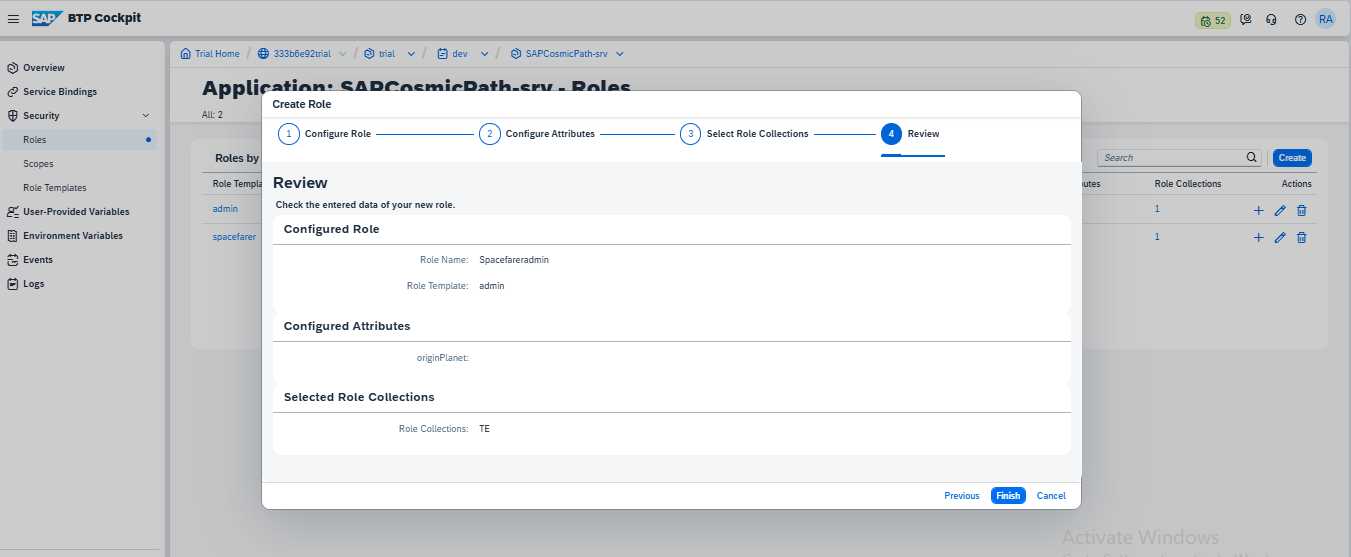 SAP BTP Cockpit
52
RA
Overview
Service Bindings
Security
Roles
Scopes
Role Templates
User-Provided Variables
Environment Variables
Events
Logs
Trial Home / 333b6e92trial / trial / dev / SAPCosmicPath-srv
Application: SAPCosmicPath-srv - Roles
All: 2
Roles by
Search
Create
Role Templa
butes
Role Collections
Actions
admin
1
spacefarer
1
Create Role
1 Configure Role
2 Configure Attributes
3 Select Role Collections
4 Review
Review
Check the entered data of your new role.
Configured Role
Role Name: Spacefareradmin
Role Template: admin
Configured Attributes
originPlanet:
Selected Role Collections
Role Collections: TE
Previous
Finish
Cancel
Activate Windows